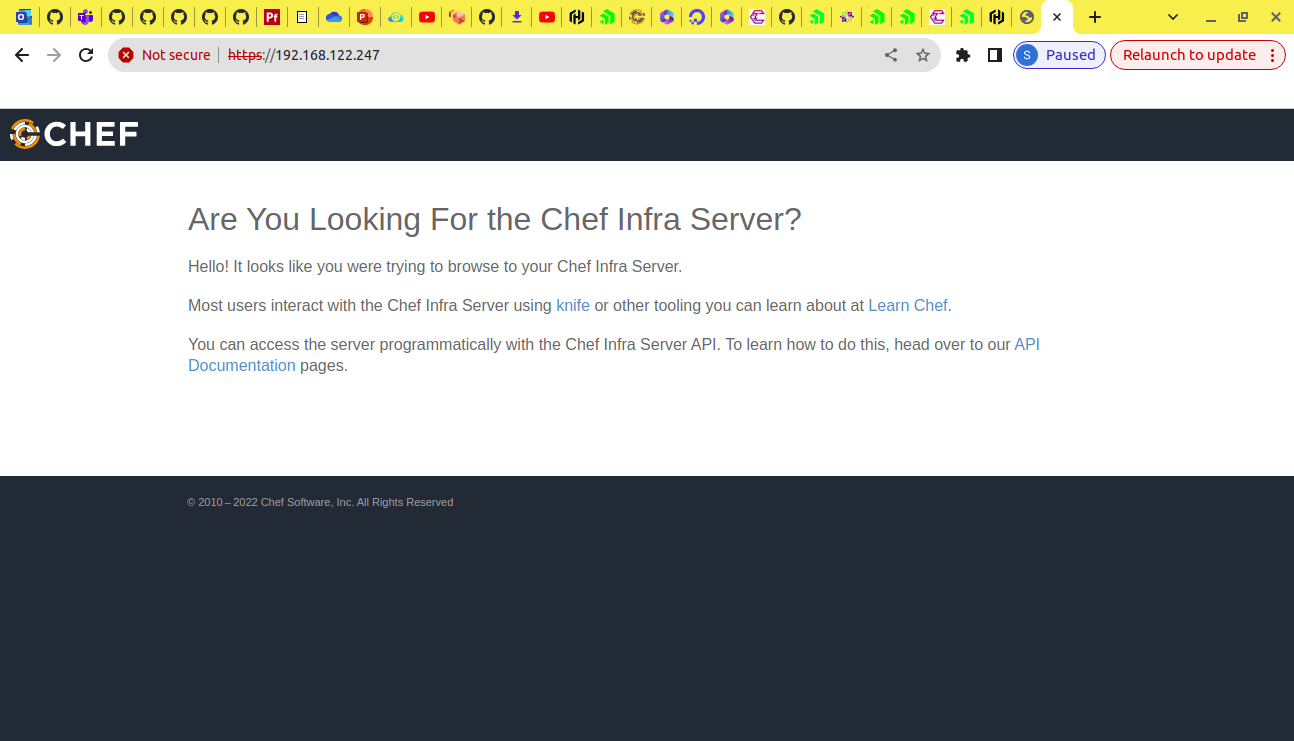 Not secure
https://192.168.122.247
S
Paused
Relaunch to update
CHEF
Are You Looking For the Chef Infra Server?
Hello! It looks like you were trying to browse to your Chef Infra Server.
Most users interact with the Chef Infra Server using knife or other tooling you can learn about at Learn Chef.
You can access the server programmatically with the Chef Infra Server API. To learn how to do this, head over to our API
Documentation pages.
© 2010 – 2022 Chef Software, Inc. All Rights Reserved